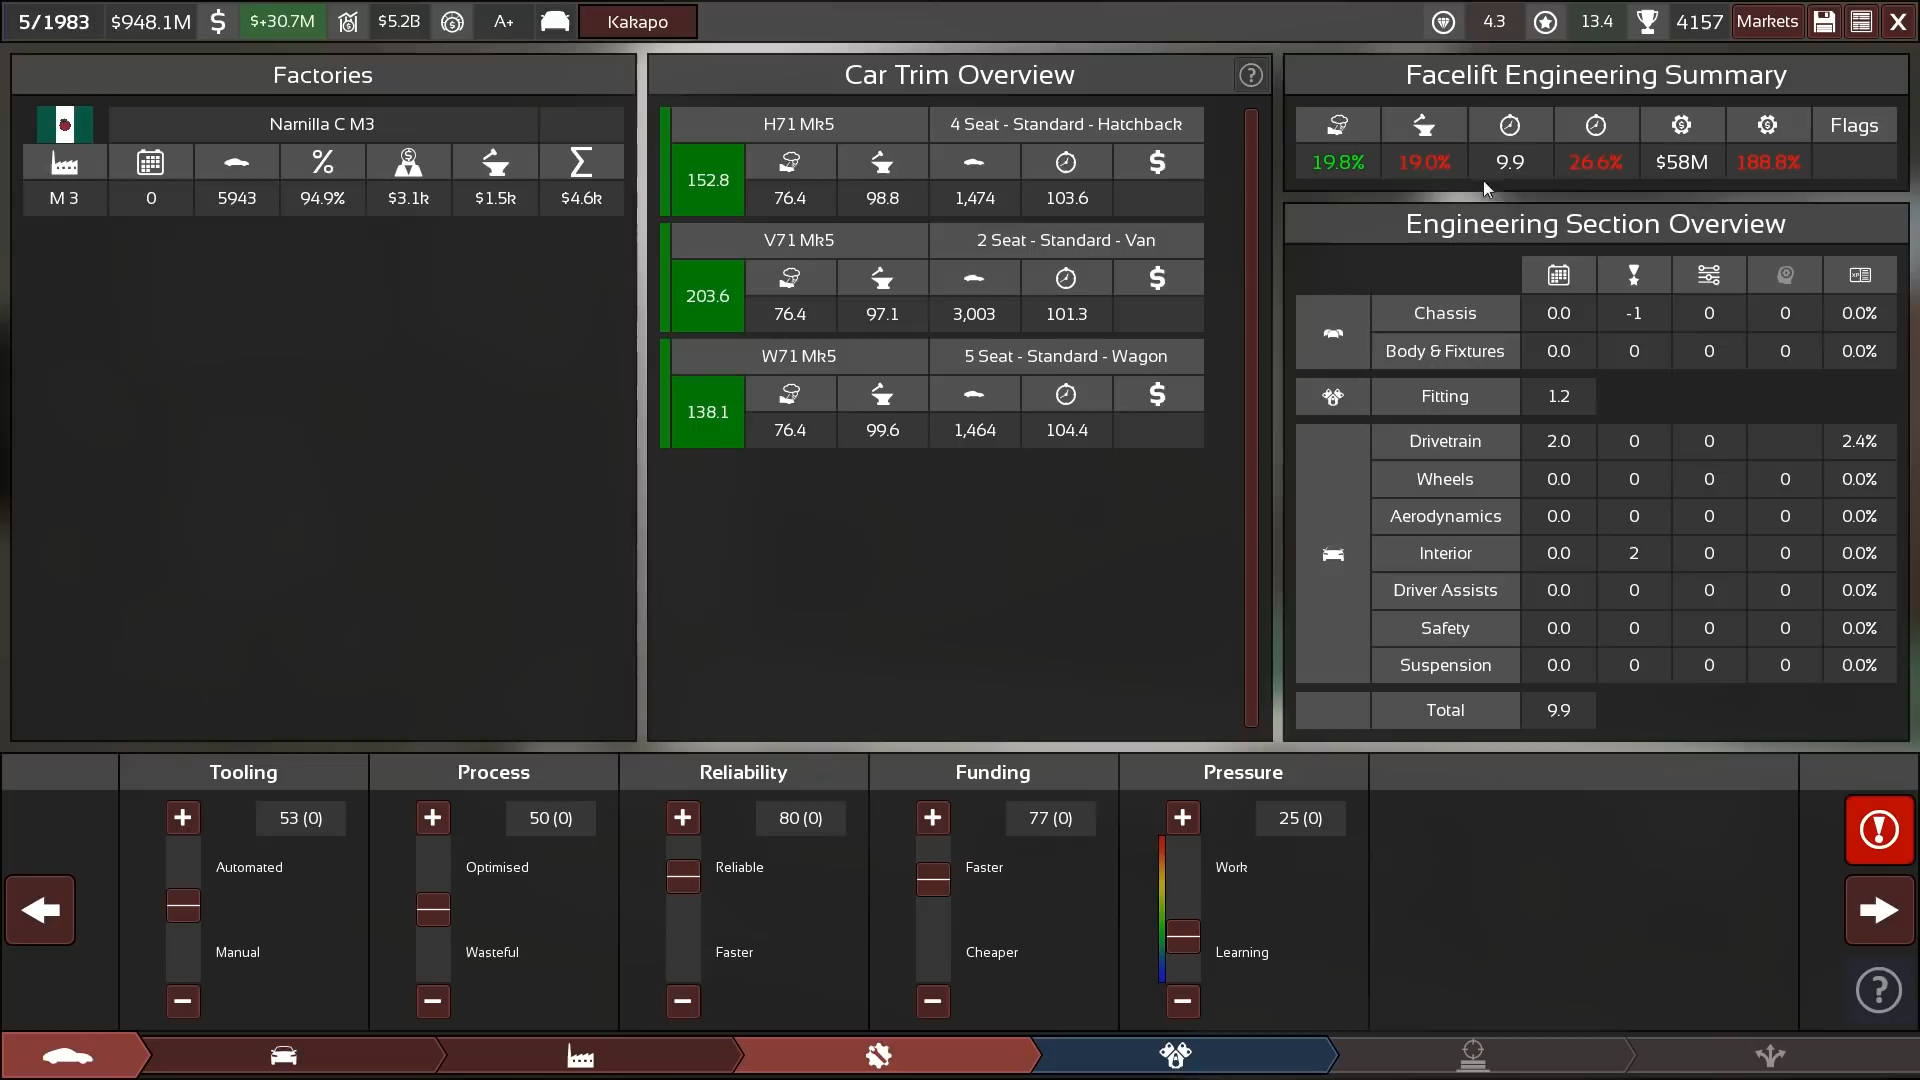 5/1983 $948.1M $+30.7M $5.2B A+ Kakapo 4.3 13.4 4157 Markets X
Factories
Narnilla C M3
%
Σ
M 3 0 5943 94.9% $3.1k $1.5k $4.6k
Car Trim Overview
?
H71 Mk5 4 Seat - Standard - Hatchback
152.8
$
76.4 98.8 1,474 103.6
V71 Mk5 2 Seat - Standard - Van
203.6
$
76.4 97.1 3,003 101.3
W71 Mk5 5 Seat - Standard - Wagon
138.1
$
76.4 99.6 1,464 104.4
Facelift Engineering Summary
Flags
19.8% 19.0% 9.9 26.6% $58M 188.8%
Engineering Section Overview
Chassis 0.0 -1 0 0 0.0%
Body & Fixtures 0.0 0 0 0 0.0%
Fitting 1.2
Drivetrain 2.0 0 0 2.4%
Wheels 0.0 0 0 0 0.0%
Aerodynamics 0.0 0 0 0 0.0%
Interior 0.0 2 0 0 0.0%
Driver Assists 0.0 0 0 0 0.0%
Safety 0.0 0 0 0 0.0%
Suspension 0.0 0 0 0 0.0%
Total 9.9
Tooling
53 (0)
Automated
Manual
Process
50 (0)
Optimised
Wasteful
Reliability
80 (0)
Reliable
Faster
Funding
77 (0)
Faster
Cheaper
Pressure
25 (0)
Work
Learning
?